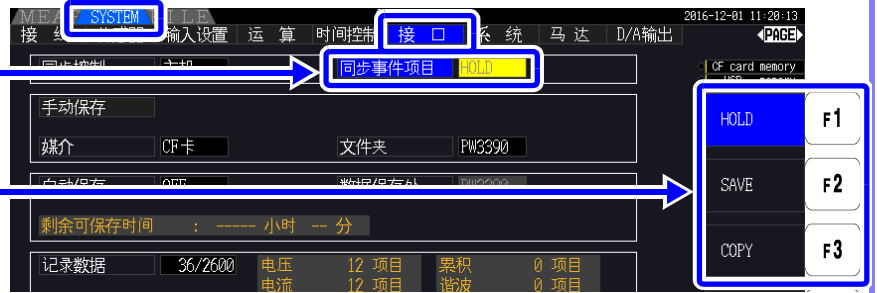 SYSTEM
2016-12-01 11:20:13
输入设置 运 算 时间控制 接 口 系 统 马 达 D/A输出 PAGE
同步控制 主机 同步事件项目 HOLD
CF card memory
USB memory
手动保存
HOLD F1
媒介 CF卡 文件夹 PW3390
自动保存 OFF 数据保存处 PW3390
SAVE F2
剩余可保存时间 : ----- 小时 -- 分
COPY F3
记录数据 36/2600 电压 12 项目 累积 0 项目
电流 12 项目 谐波 0 项目